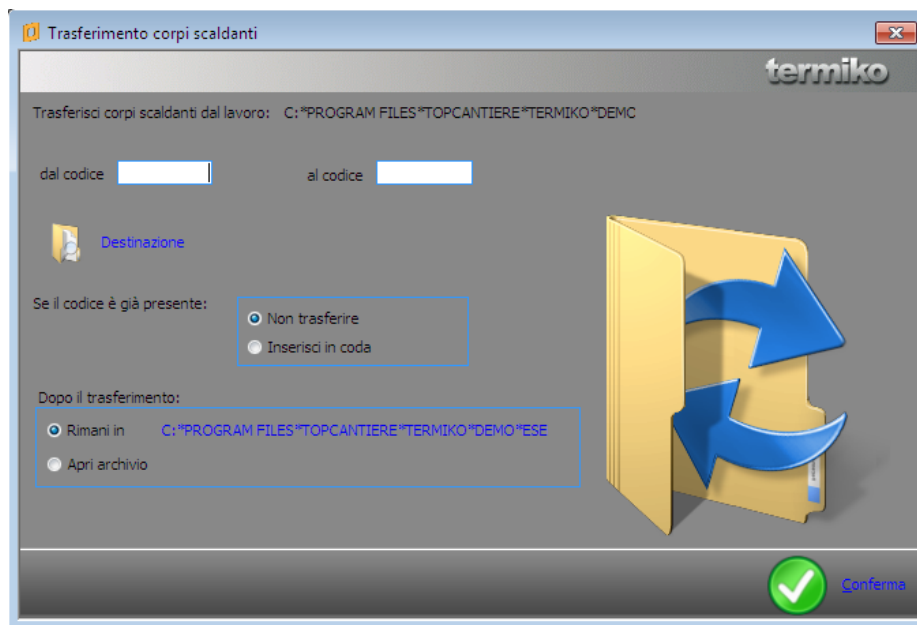 Trasferimento corpi scaldanti
termiko
Trasferisci corpi scaldanti dal lavoro: C:*PROGRAM FILES*TOPCANTIERE*TERMIKO*DEMC
dal codice al codice
Destinazione
Se il codice è già presente:
Non trasferire
Inserisci in coda
Dopo il trasferimento:
Rimani in C:*PROGRAM FILES*TOPCANTIERE*TERMIKO*DEMO*ESE
Apri archivio
Conferma